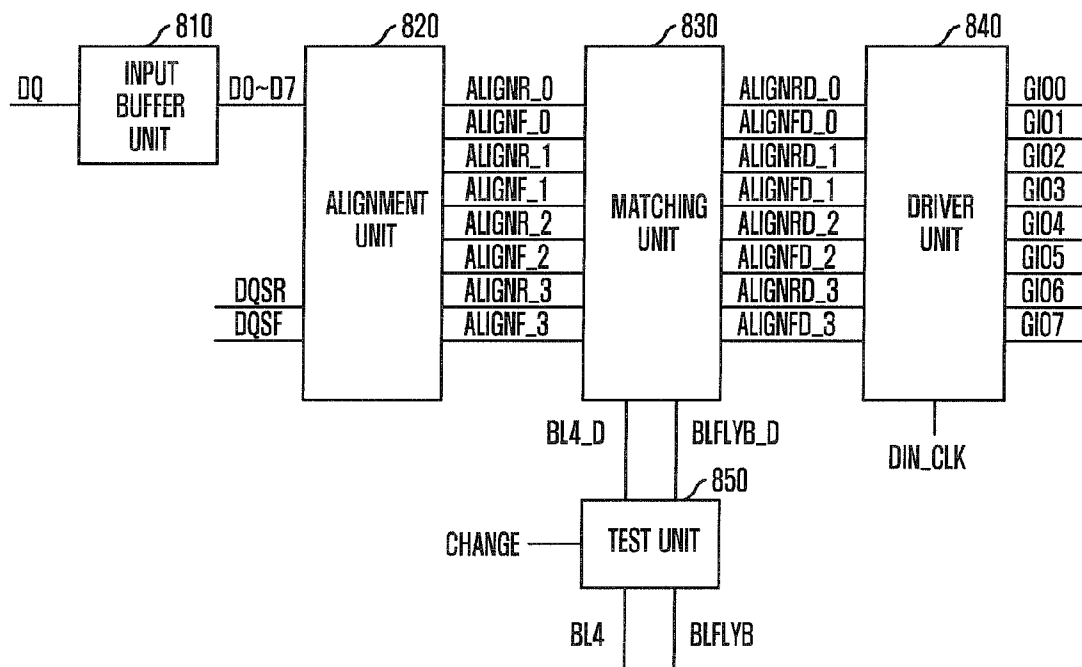 810
820
830
840
INPUT
BUFFER
UNIT
DQ
D0~D7
ALIGNMENT
UNIT
DQSR
DQSF
ALIGNR_0
ALIGNF_0
ALIGNR_1
ALIGNF_1
ALIGNR_2
ALIGNF_2
ALIGNR_3
ALIGNF_3
MATCHING
UNIT
ALIGNRD_0
ALIGNFD_0
ALIGNRD_1
ALIGNFD_1
ALIGNRD_2
ALIGNFD_2
ALIGNRD_3
ALIGNFD_3
DRIVER
UNIT
GIO0
GIO1
GIO2
GIO3
GIO4
GIO5
GIO6
GIO7
BL4_D
BLFLYB_D
DIN_CLK
850
CHANGE
TEST UNIT
BL4
BLFLYB